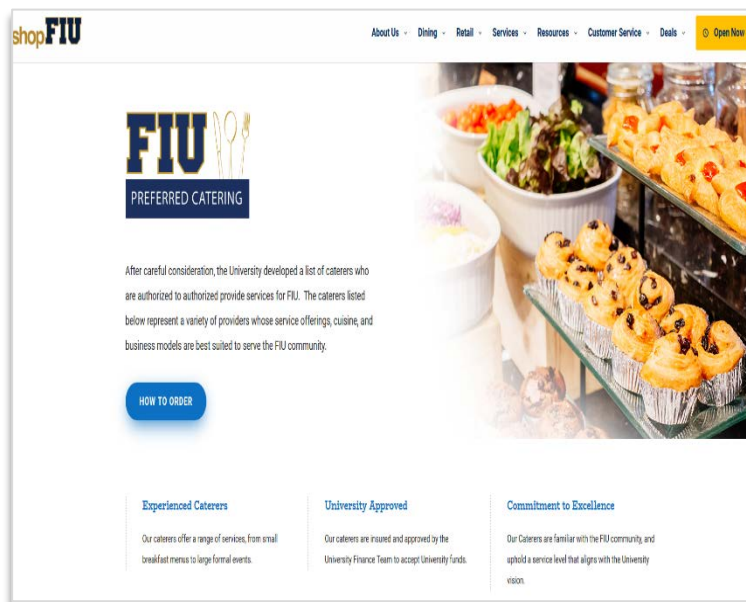 shopFIU
About Us Dining Retail Services Resources Customer Service Deals Open Now
FIU
PREFERRED CATERING
After careful consideration, the University developed a list of caterers who
are authorized to authorized provide services for FIU. The caterers listed
below represent a variety of providers whose service offerings, cuisine, and
business models are best suited to serve the FIU community.
HOW TO ORDER
Experienced Caterers
Our caterers offer a range of services, from small
breakfast menus to large formal events.
University Approved
Our caterers are insured and approved by the
University Finance Team to accept University funds.
Commitment to Excellence
Our Caterers are familiar with the FIU community, and
uphold a service level that aligns with the University
vision.